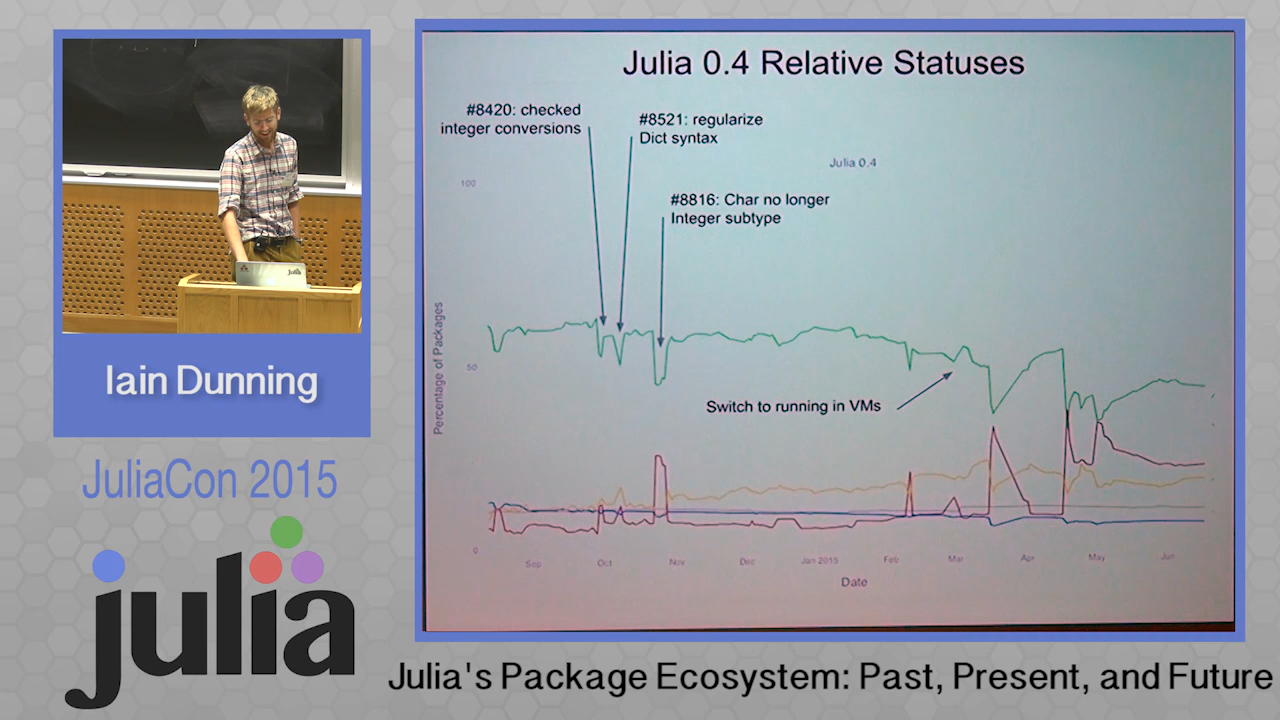 Julia 0.4 Relative Statuses
#8420: checked
integer conversions
#8521: regularize
Dict syntax
Julia 0.4
#8816: Char no longer
Integer subtype
100
50
0
Percentage of Packages
Switch to running in VMs
Sep Oct Nov Dec Jan 2015 Feb Mar Apr May Jun
Date
Julia
Iain Dunning
JuliaCon 2015
julia
Julia's Package Ecosystem: Past, Present, and Future